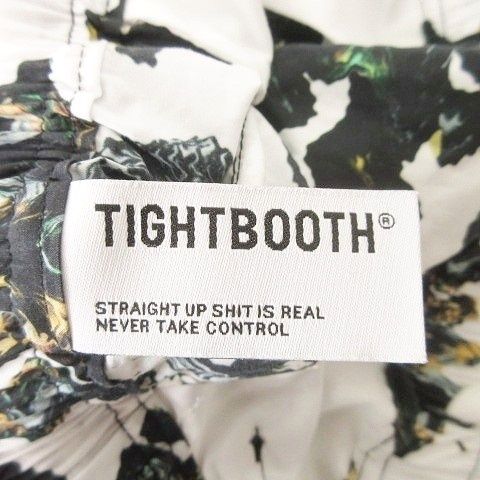 TIGHTBOOTH®
STRAIGHT UP SHIT IS REAL
NEVER TAKE CONTROL